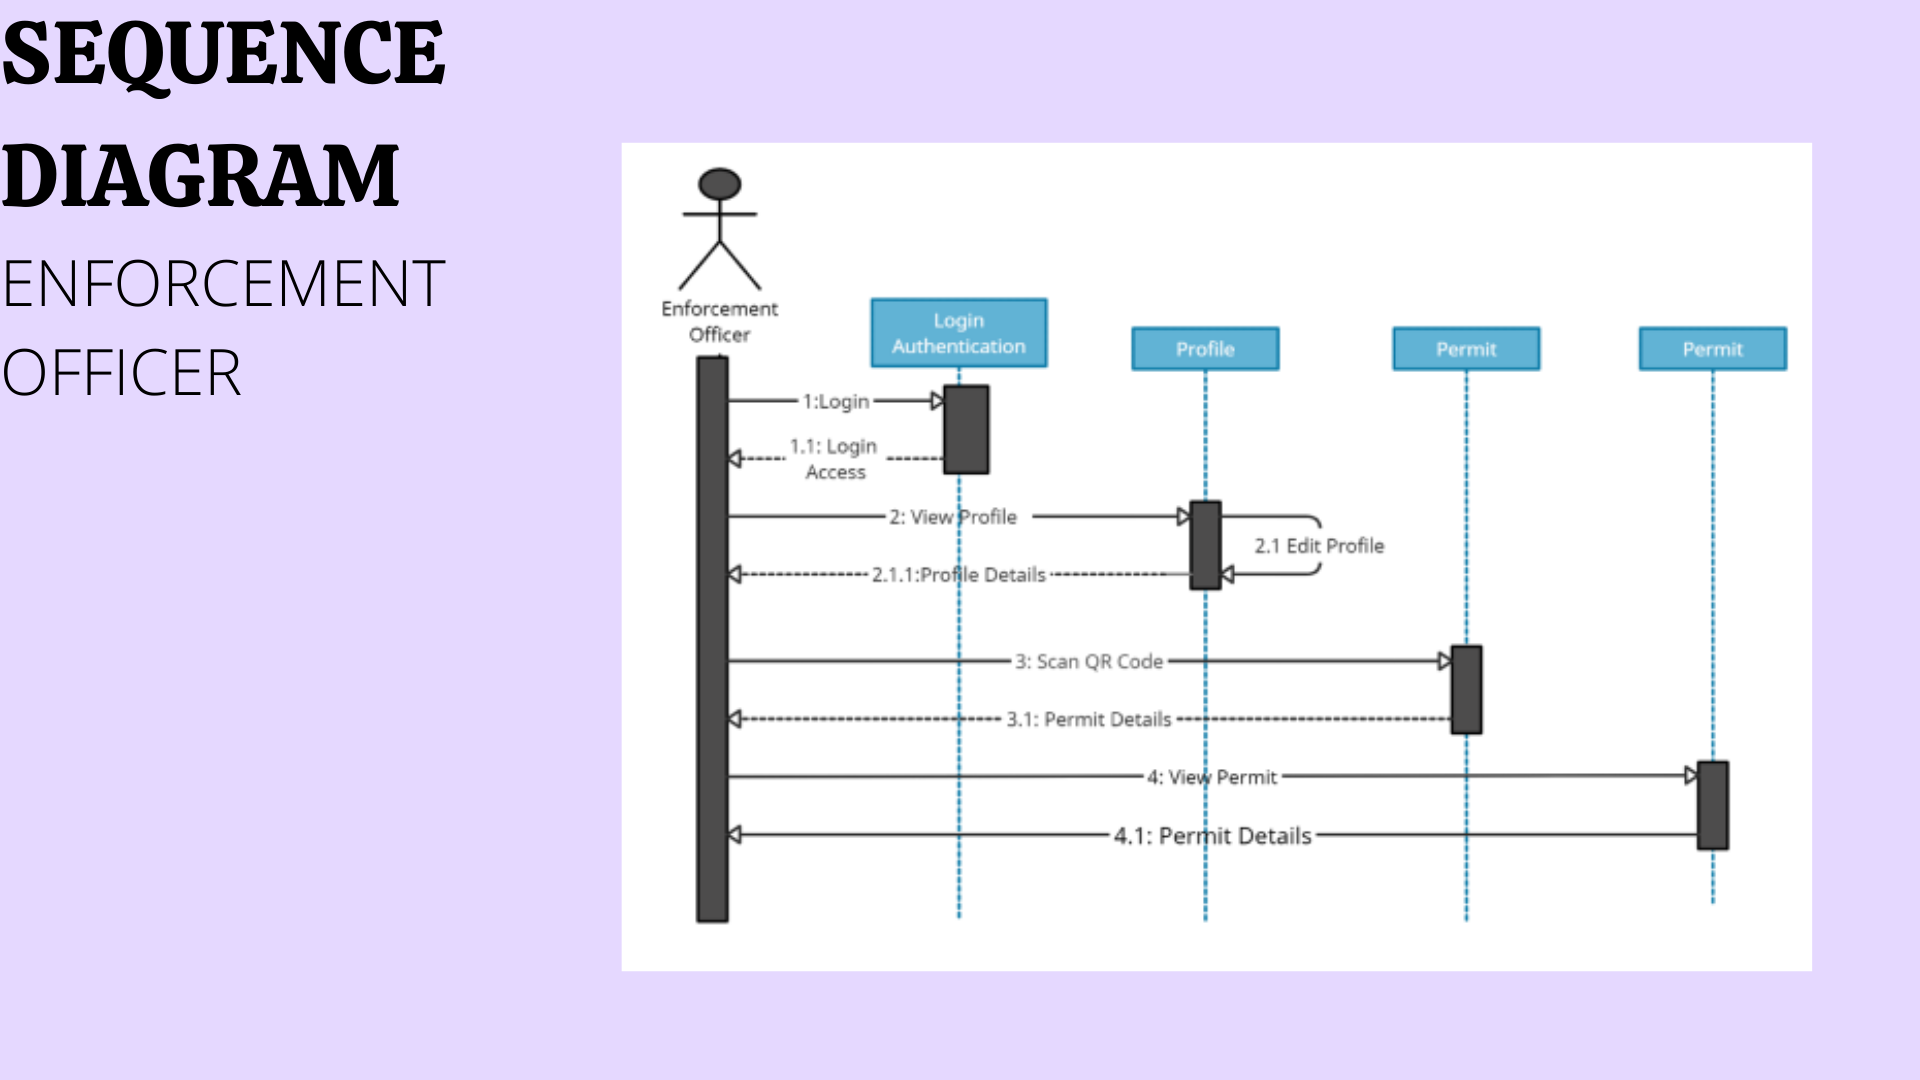 SEQUENCE
DIAGRAM
ENFORCEMENT
OFFICER
Enforcement
Officer
Login
Authentication
Profile
Permit
Permit
1:Login
1.1: Login
Access
2: View Profile
2.1 Edit Profile
2.1.1:Profile Details
3: Scan QR Code
3.1: Permit Details
4: View Permit
4.1: Permit Details